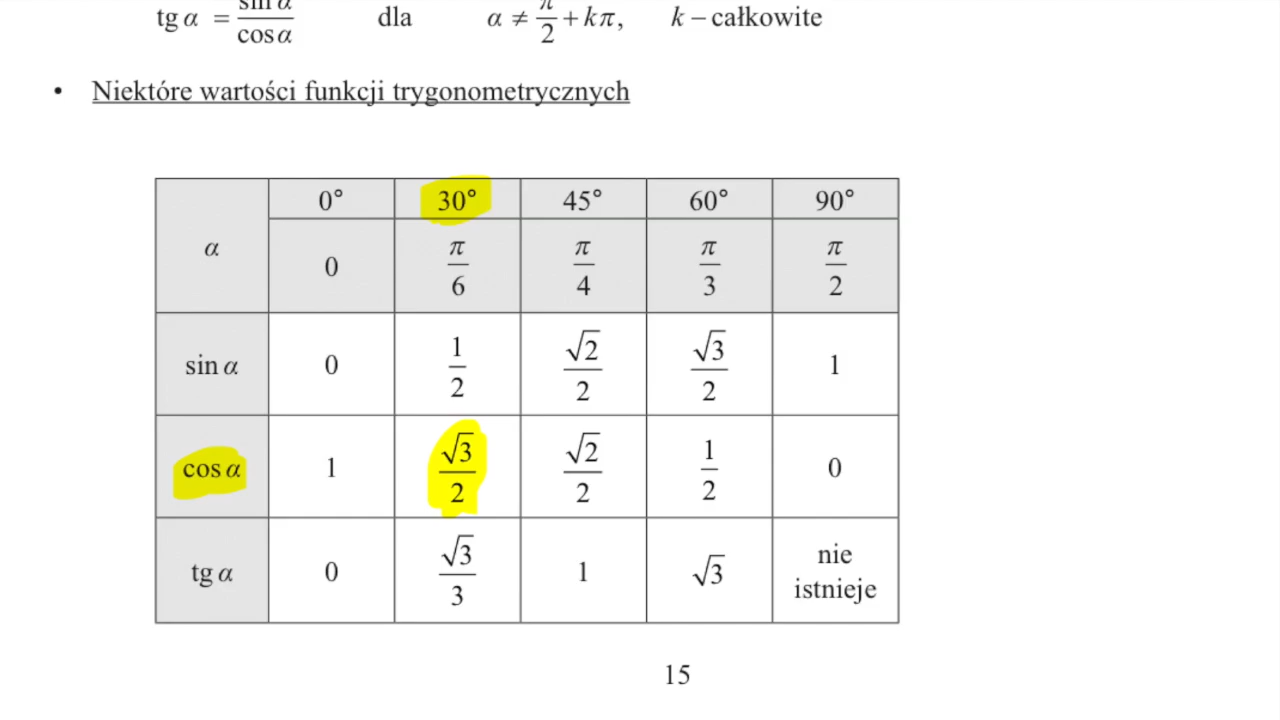 tg α = sin α / cos α dla α ≠ π/2 + kπ, k – całkowite
• Niektóre wartości funkcji trygonometrycznych
α 0° 30° 45° 60° 90°
0 π/6 π/4 π/3 π/2
sin α 0 1/2 √2/2 √3/2 1
cos α 1 √3/2 √2/2 1/2 0
tg α 0 √3/3 1 √3 nie istnieje
15